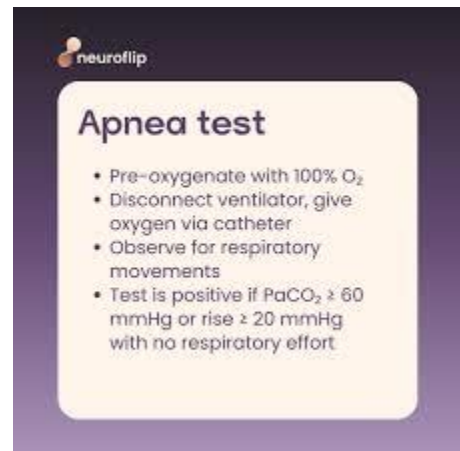 neuroflip
Apnea test
• Pre-oxygenate with 100% O₂
• Disconnect ventilator, give
oxygen via catheter
• Observe for respiratory
movements
• Test is positive if PaCO₂ ≥ 60
mmHg or rise ≥ 20 mmHg
with no respiratory effort